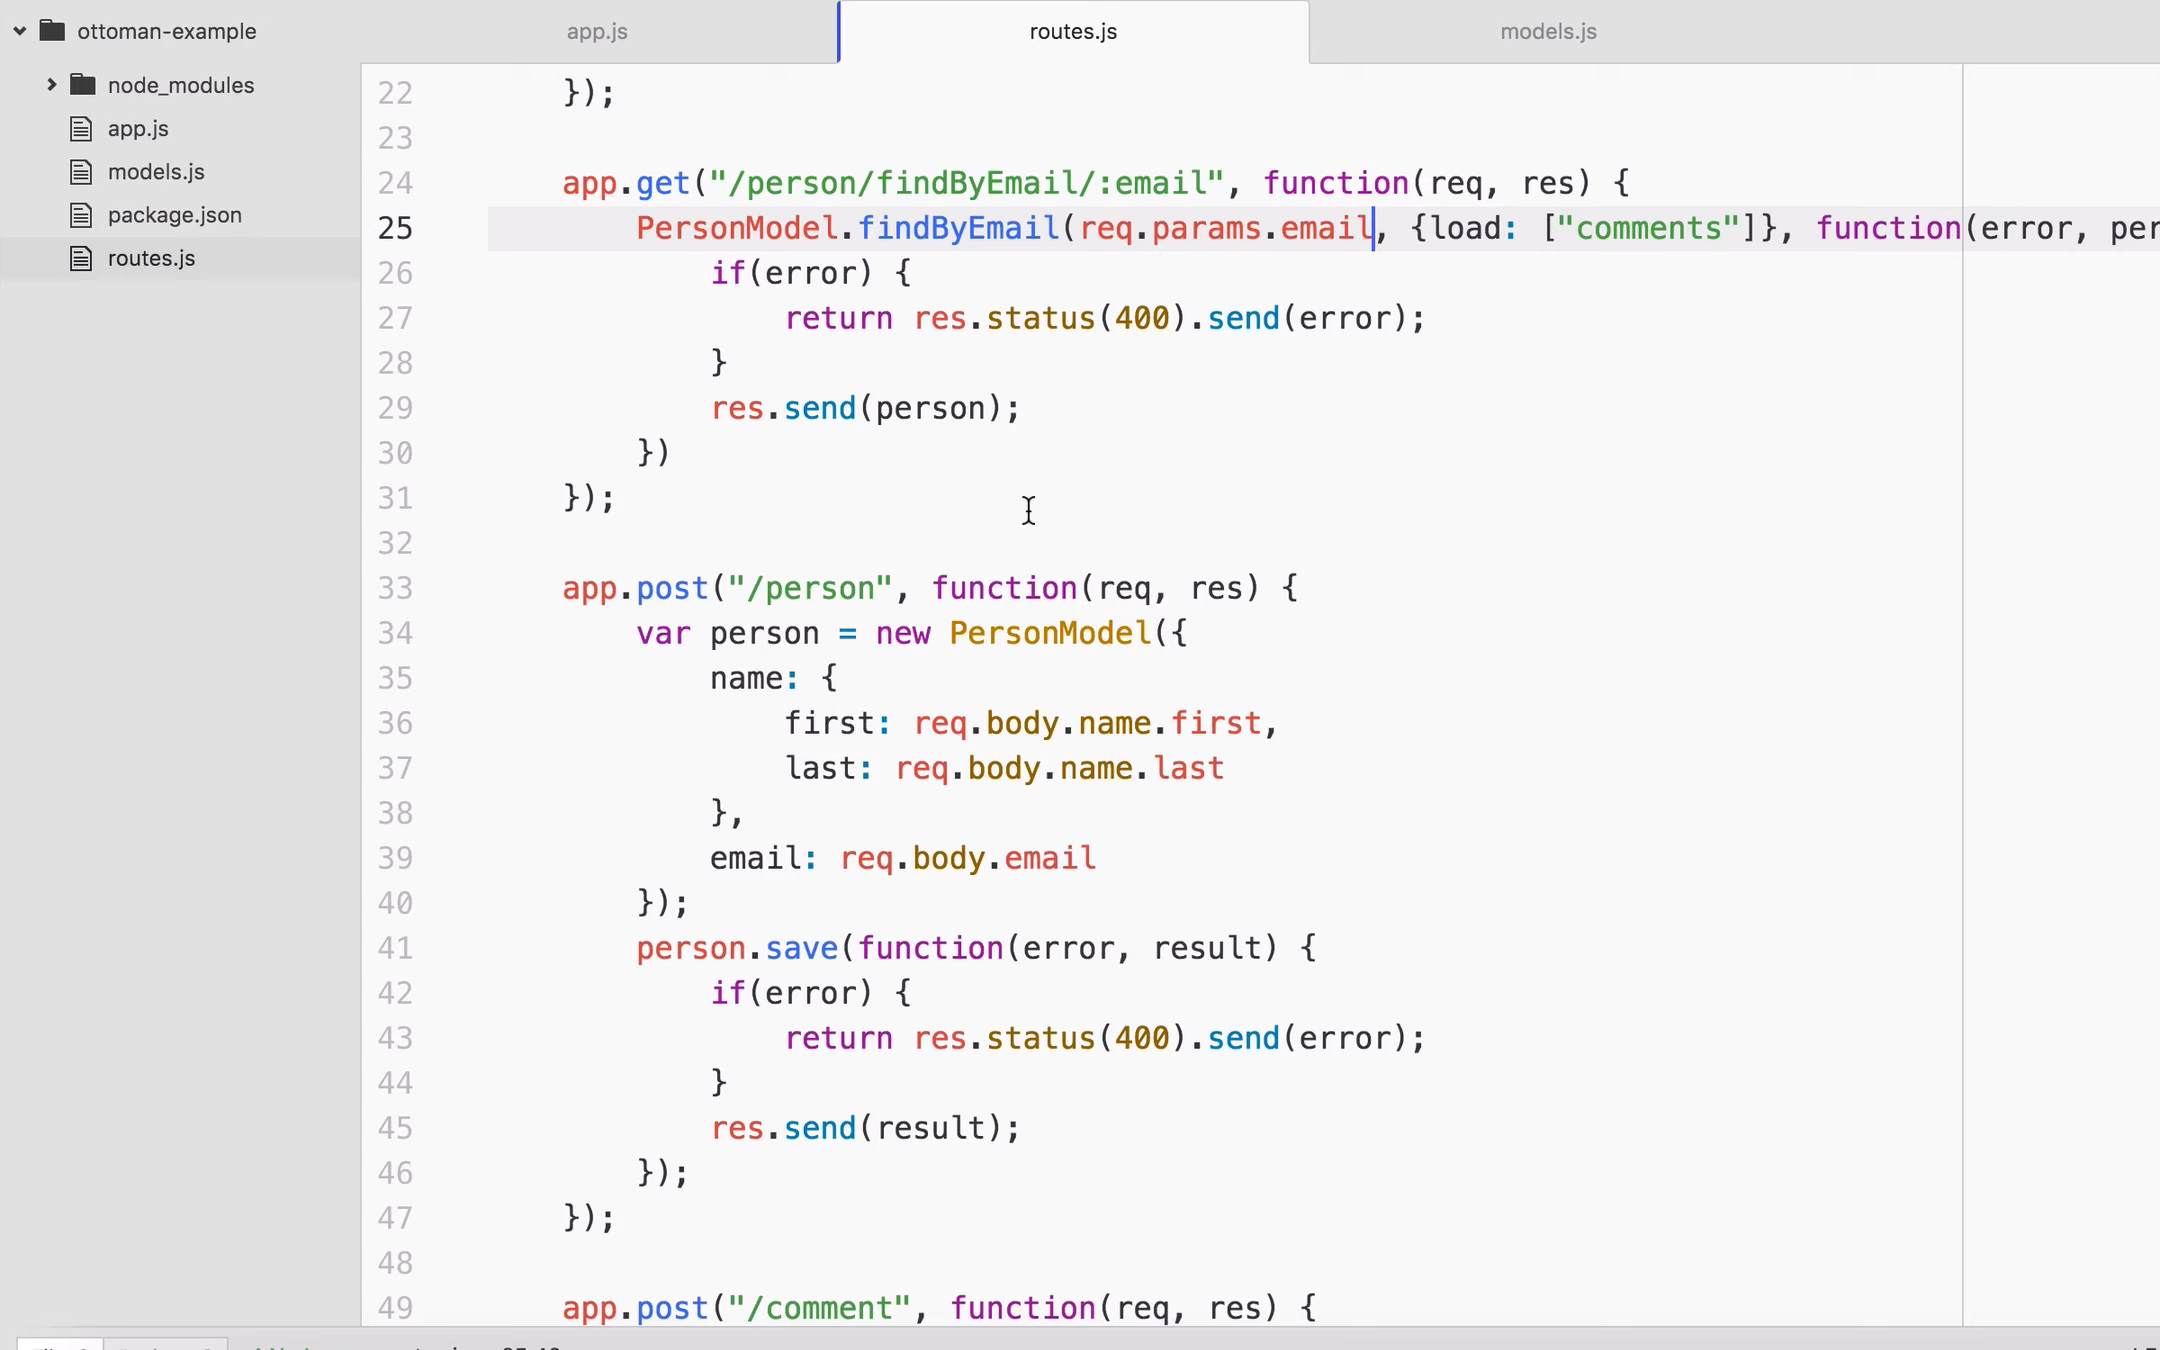 ottoman-example
node_modules
app.js
models.js
package.json
routes.js
app.js
routes.js
models.js
22 });
23
24 app.get("/person/findByEmail/:email", function(req, res) {
25 PersonModel.findByEmail(req.params.email, {load: ["comments"]}, function(error, per
26 if(error) {
27 return res.status(400).send(error);
28 }
29 res.send(person);
30 })
31 });
32
33 app.post("/person", function(req, res) {
34 var person = new PersonModel({
35 name: {
36 first: req.body.name.first,
37 last: req.body.name.last
38 },
39 email: req.body.email
40 });
41 person.save(function(error, result) {
42 if(error) {
43 return res.status(400).send(error);
44 }
45 res.send(result);
46 });
47 });
48
49 app.post("/comment", function(req, res) {